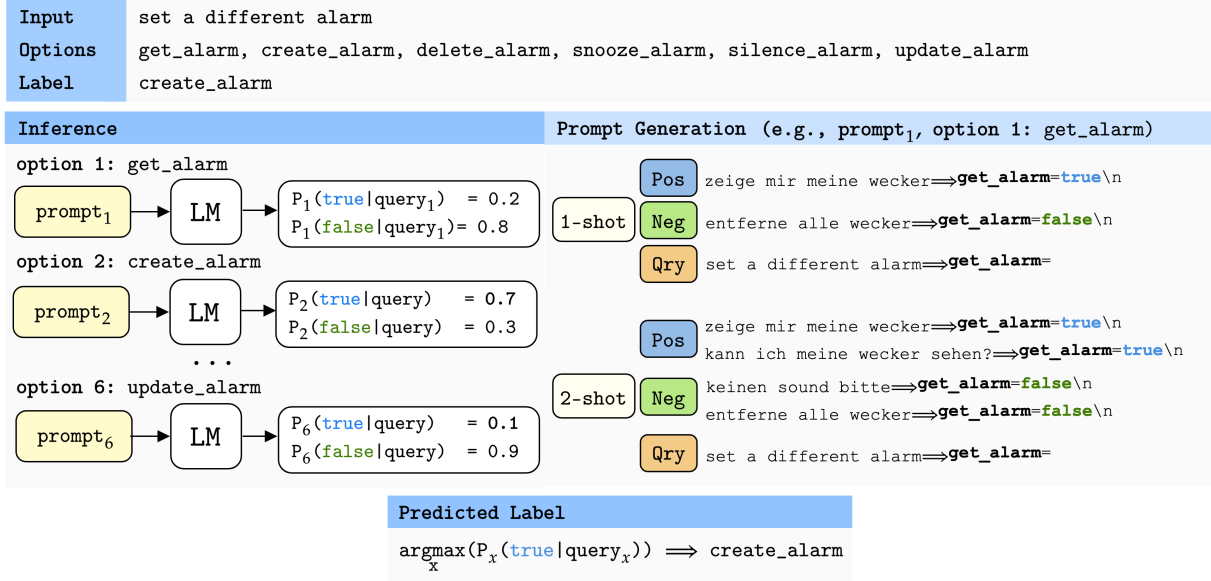 Input set a different alarm
Options get_alarm, create_alarm, delete_alarm, snooze_alarm, silence_alarm, update_alarm
Label create_alarm
Inference
option 1: get_alarm
prompt₁ LM P₁(true|query₁) = 0.2
P₁(false|query₁)= 0.8
option 2: create_alarm
prompt₂ LM P₂(true|query) = 0.7
P₂(false|query) = 0.3
...
option 6: update_alarm
prompt₆ LM P₆(true|query) = 0.1
P₆(false|query) = 0.9
Prompt Generation (e.g., prompt₁, option 1: get_alarm)
1-shot
Pos zeige mir meine wecker⟹get_alarm=true\n
Neg entferne alle wecker⟹get_alarm=false\n
Qry set a different alarm⟹get_alarm=
2-shot
Pos zeige mir meine wecker⟹get_alarm=true\n
kann ich meine wecker sehen?⟹get_alarm=true\n
Neg keinen sound bitte⟹get_alarm=false\n
entferne alle wecker⟹get_alarm=false\n
Qry set a different alarm⟹get_alarm=
Predicted Label
argmax(Pₓ(true|queryₓ)) ⟹ create_alarm
x